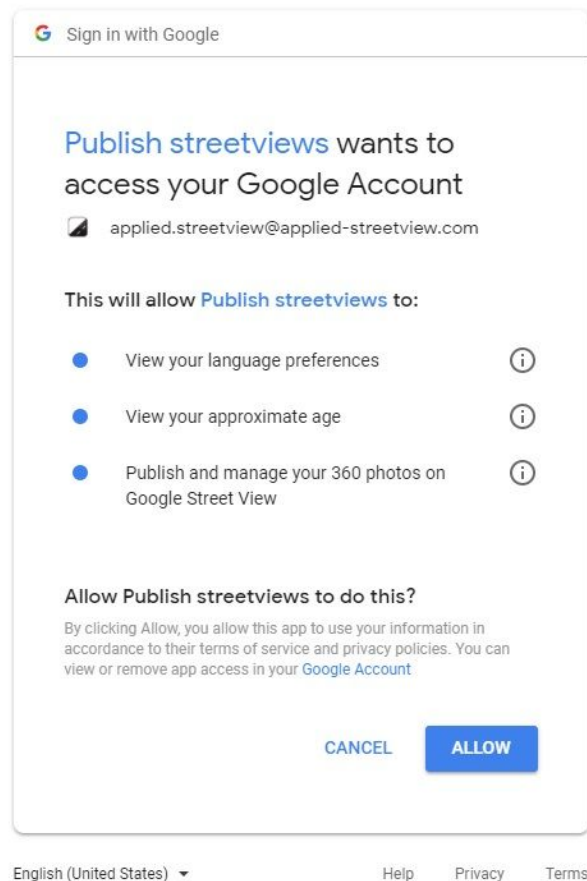 Sign in with Google
Publish streetviews wants to
access your Google Account
applied.streetview@applied-streetview.com
This will allow Publish streetviews to:
View your language preferences
View your approximate age
Publish and manage your 360 photos on
Google Street View
Allow Publish streetviews to do this?
By clicking Allow, you allow this app to use your information in
accordance to their terms of service and privacy policies. You can
view or remove app access in your Google Account
CANCEL ALLOW
English (United States) Help Privacy Terms